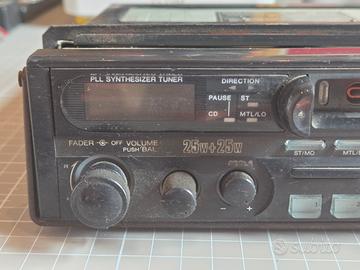 PLL SYNTHESIZER TUNER
DIRECTION
PAUSE ST
CD MTL/LO
FADER OFF VOLUME
PUSH BAL
25W+25W
ST/MO
R
- +
1
subito